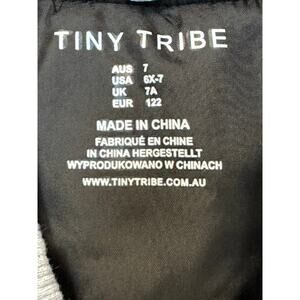 TINY TRIBE
AUS 7
USA 6X-7
UK 7A
EUR 122
MADE IN CHINA
FABRIQUÉ EN CHINE
IN CHINA HERGESTELLT
WYPRODUKOWANO W CHINACH
WWW.TINYTRIBE.COM.AU